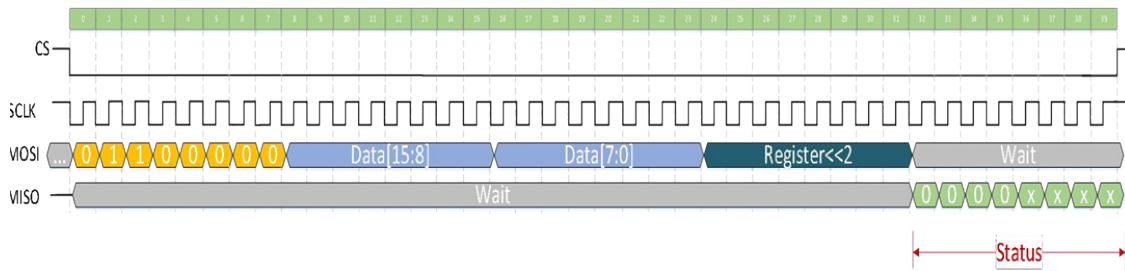 0 1 2 3 4 5 6 7 8 9 10 11 12 13 14 15 16 17 18 19 20 21 22 23 24 25 26 27 28 29 30 31 32 33 34 35 36 37 38 39
CS
SCLK
MOSI ... 0 1 1 0 0 0 0 0 Data[15:8] Data[7:0] Register<<2 Wait
MISO Wait 0 0 0 0 x x x x
Status